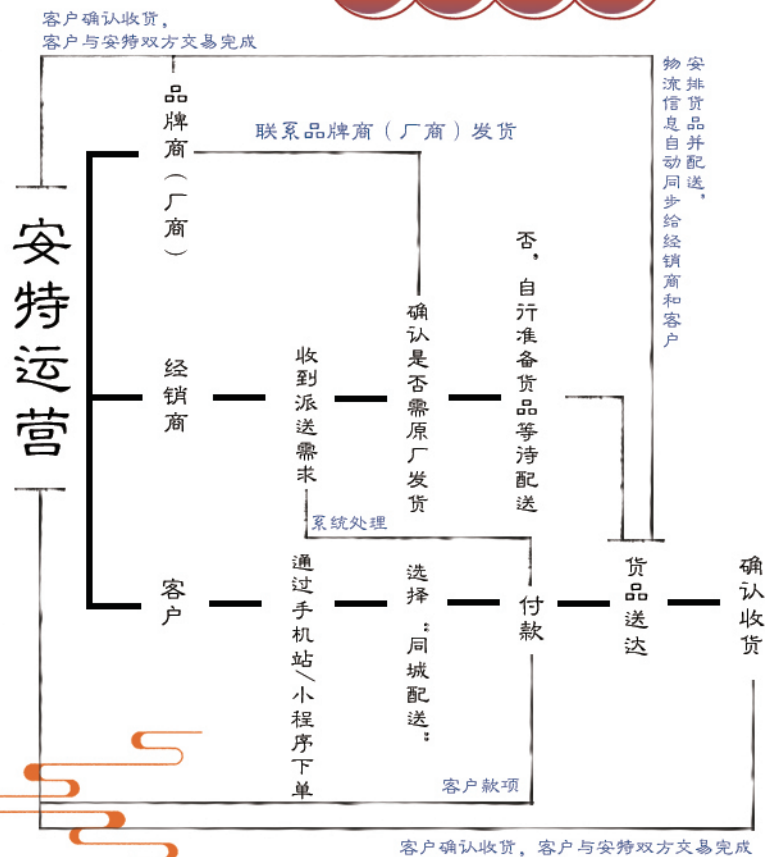 客户确认收货，
客户与安特双方交易完成
安排货品并配送，
物流信息自动同步给经销商和客户
品牌商（厂商）
联系品牌商（厂商）发货
安特运营
经销商
收到派送需求
确认是否需原厂发货
否，自行准备货品等待配送
系统处理
客户
通过手机站/小程序下单
选择“同城配送”
付款
货品送达
确认收货
客户款项
客户确认收货，客户与安特双方交易完成